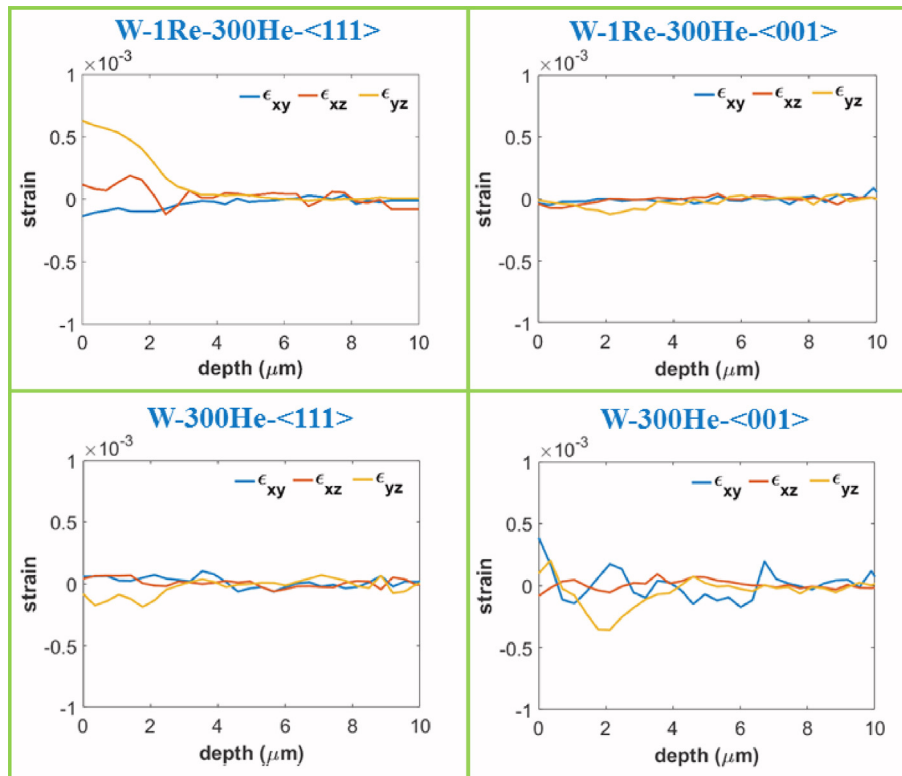 W-1Re-300He-<111>
×10-3
ϵxy ϵxz ϵyz
1
0.5
0
-0.5
-1
strain
0 2 4 6 8 10
depth (μm)
W-1Re-300He-<001>
×10-3
ϵxy ϵxz ϵyz
1
0.5
0
-0.5
-1
strain
0 2 4 6 8 10
depth (μm)
W-300He-<111>
×10-3
ϵxy ϵxz ϵyz
1
0.5
0
-0.5
-1
strain
0 2 4 6 8 10
depth (μm)
W-300He-<001>
×10-3
ϵxy ϵxz ϵyz
1
0.5
0
-0.5
-1
strain
0 2 4 6 8 10
depth (μm)